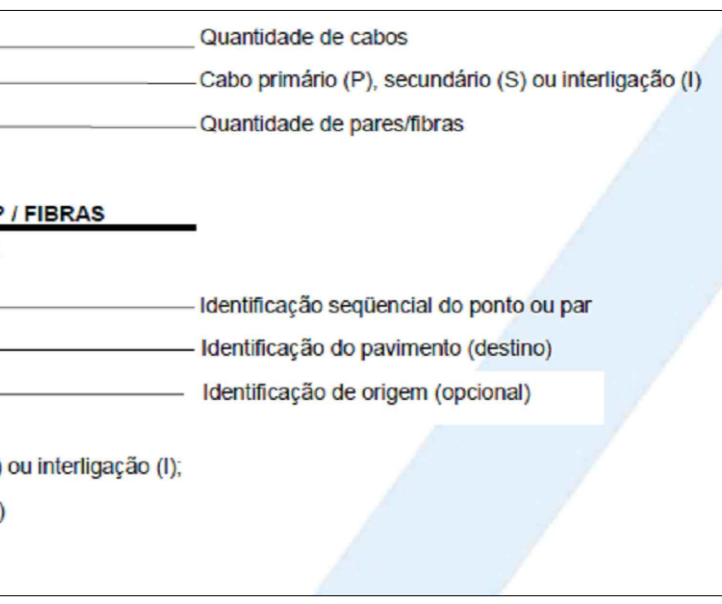 Quantidade de cabos
Cabo primário (P), secundário (S) ou interligação (I)
Quantidade de pares/fibras
P / FIBRAS
Identificação seqüencial do ponto ou par
Identificação do pavimento (destino)
Identificação de origem (opcional)
) ou interligação (I);
)